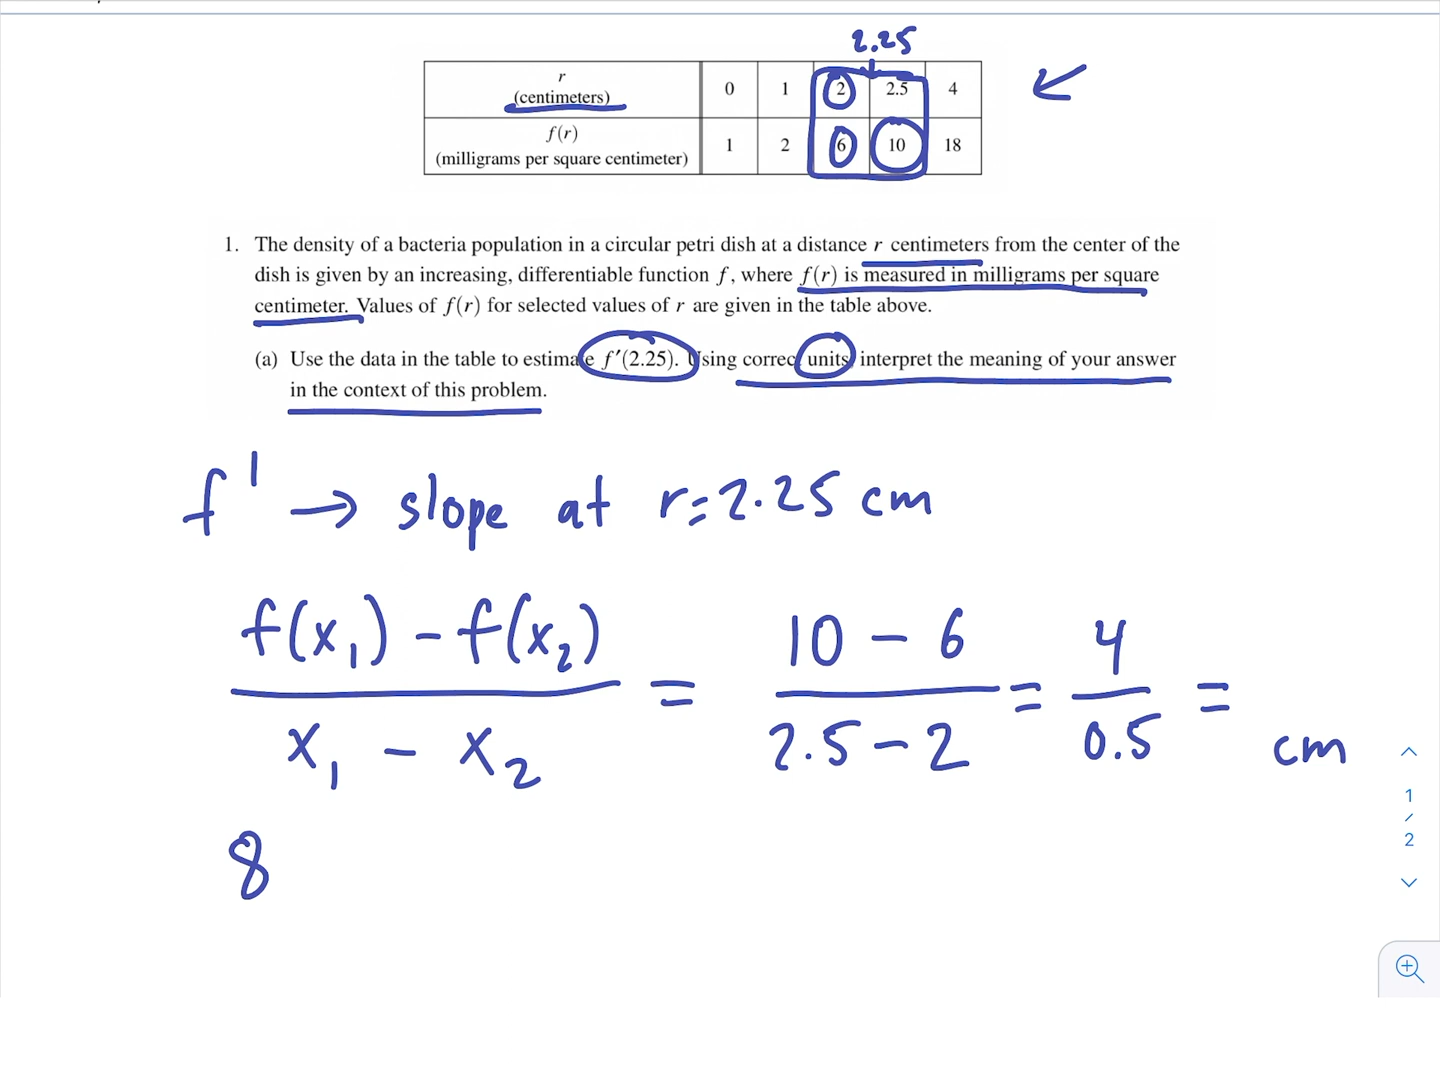 2.25
r
(centimeters)
0 1 2 2.5 4
f(r)
(milligrams per square centimeter)
1 2 6 10 18
1. The density of a bacteria population in a circular petri dish at a distance r centimeters from the center of the
dish is given by an increasing, differentiable function f, where f(r) is measured in milligrams per square
centimeter. Values of f(r) for selected values of r are given in the table above.
(a) Use the data in the table to estimate f′(2.25). Using correct units, interpret the meaning of your answer
in the context of this problem.
f' → slope at r=2.25 cm
f(x₁) - f(x₂) = 10 - 6 = 4 =
x₁ - x₂ 2.5 - 2 0.5 cm
8
1
/
2